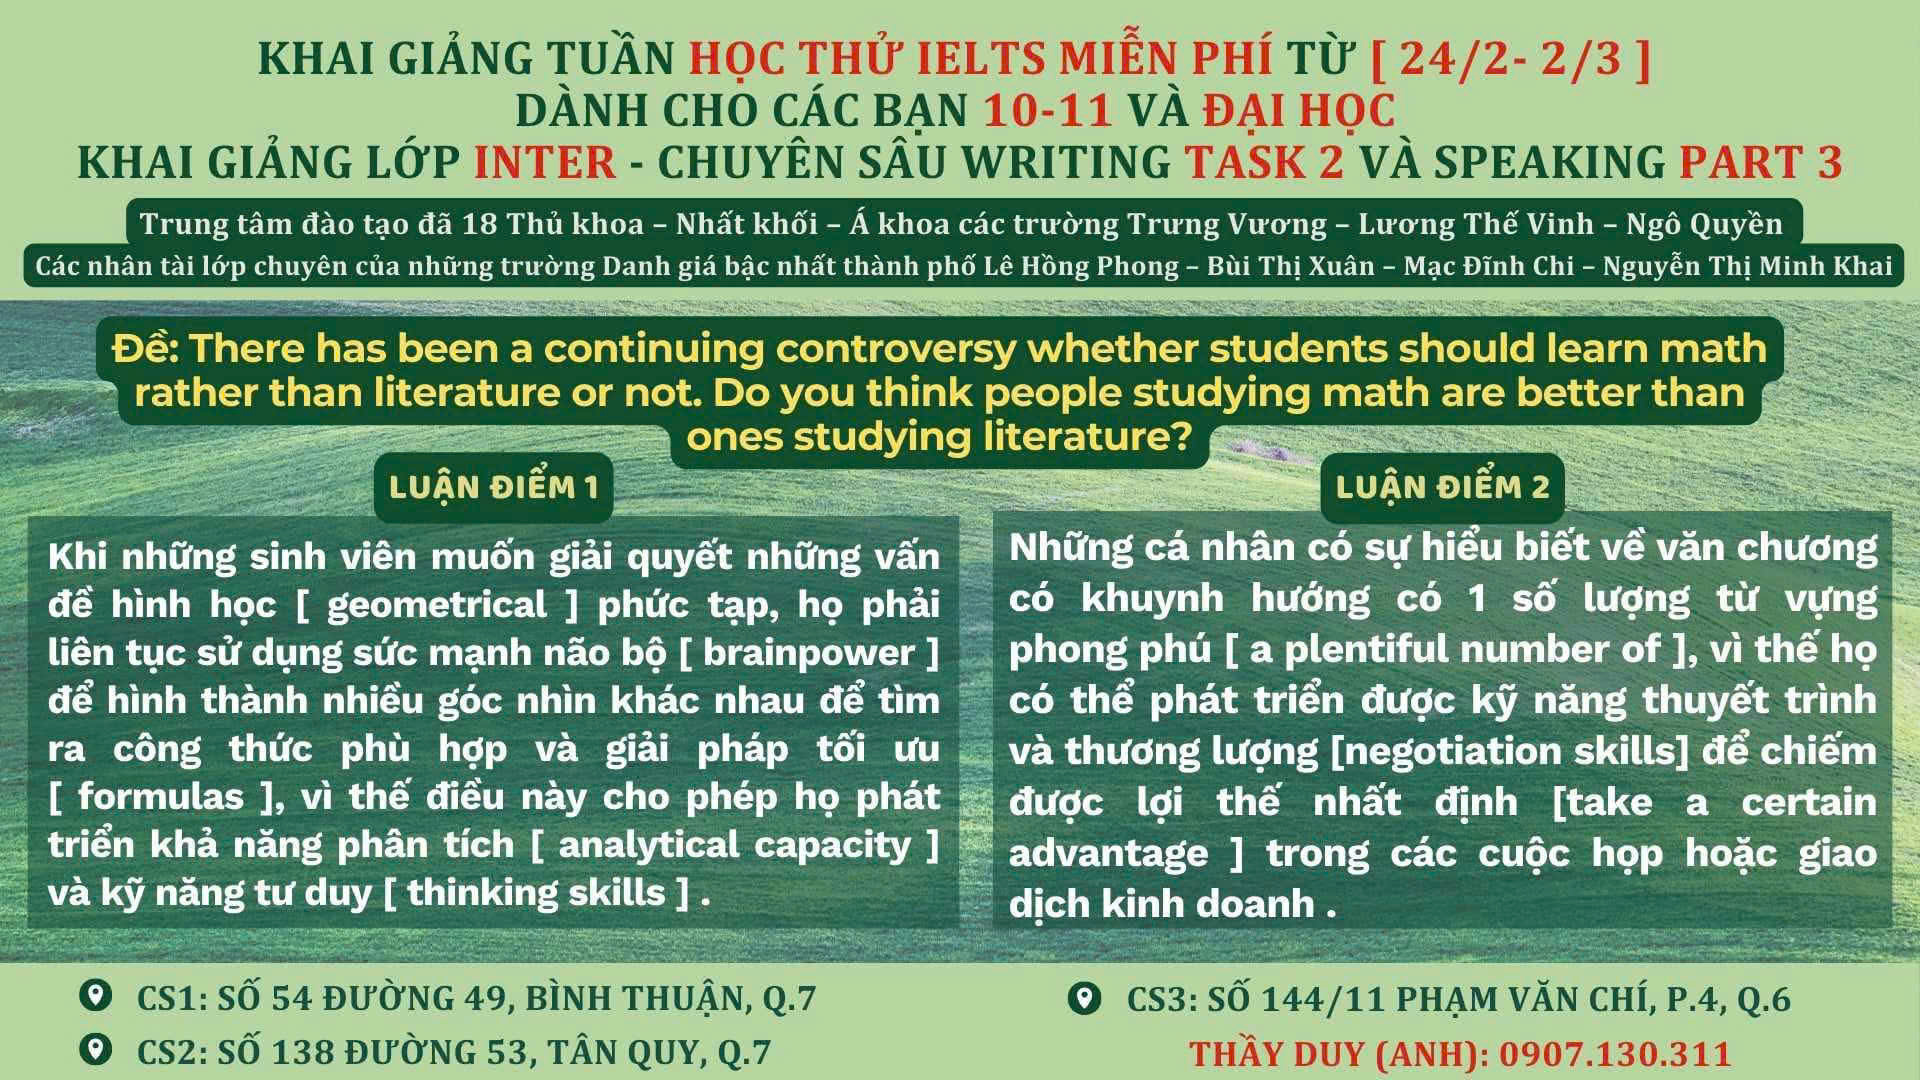 KHAI GIẢNG TUẦN HỌC THỬ IELTS MIỄN PHÍ TỪ [ 24/2- 2/3 ]
DÀNH CHO CÁC BẠN 10-11 VÀ ĐẠI HỌC
KHAI GIẢNG LỚP INTER - CHUYÊN SÂU WRITING TASK 2 VÀ SPEAKING PART 3
Trung tâm đào tạo đã 18 Thủ khoa – Nhất khối – Á khoa các trường Trưng Vương – Lương Thế Vinh – Ngô Quyền
Các nhân tài lớp chuyên của những trường Danh giá bậc nhất thành phố Lê Hồng Phong – Bùi Thị Xuân – Mạc Đĩnh Chi – Nguyễn Thị Minh Khai
Đề: There has been a continuing controversy whether students should learn math
rather than literature or not. Do you think people studying math are better than
ones studying literature?
LUẬN ĐIỂM 1
Khi những sinh viên muốn giải quyết những vấn
đề hình học [ geometrical ] phức tạp, họ phải
liên tục sử dụng sức mạnh não bộ [ brainpower ]
để hình thành nhiều góc nhìn khác nhau để tìm
ra công thức phù hợp và giải pháp tối ưu
[ formulas ], vì thế điều này cho phép họ phát
triển khả năng phân tích [ analytical capacity ]
và kỹ năng tư duy [ thinking skills ] .
LUẬN ĐIỂM 2
Những cá nhân có sự hiểu biết về văn chương
có khuynh hướng có 1 số lượng từ vựng
phong phú [ a plentiful number of ], vì thế họ
có thể phát triển được kỹ năng thuyết trình
và thương lượng [negotiation skills] để chiếm
được lợi thế nhất định [take a certain
advantage ] trong các cuộc họp hoặc giao
dịch kinh doanh .
CS1: SỐ 54 ĐƯỜNG 49, BÌNH THUẬN, Q.7
CS2: SỐ 138 ĐƯỜNG 53, TÂN QUY, Q.7
CS3: SỐ 144/11 PHẠM VĂN CHÍ, P.4, Q.6
THẦY DUY (ANH): 0907.130.311